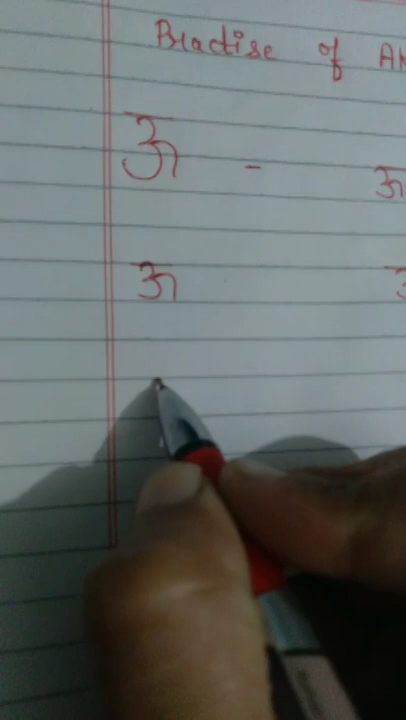 Practise of
अ -
अ